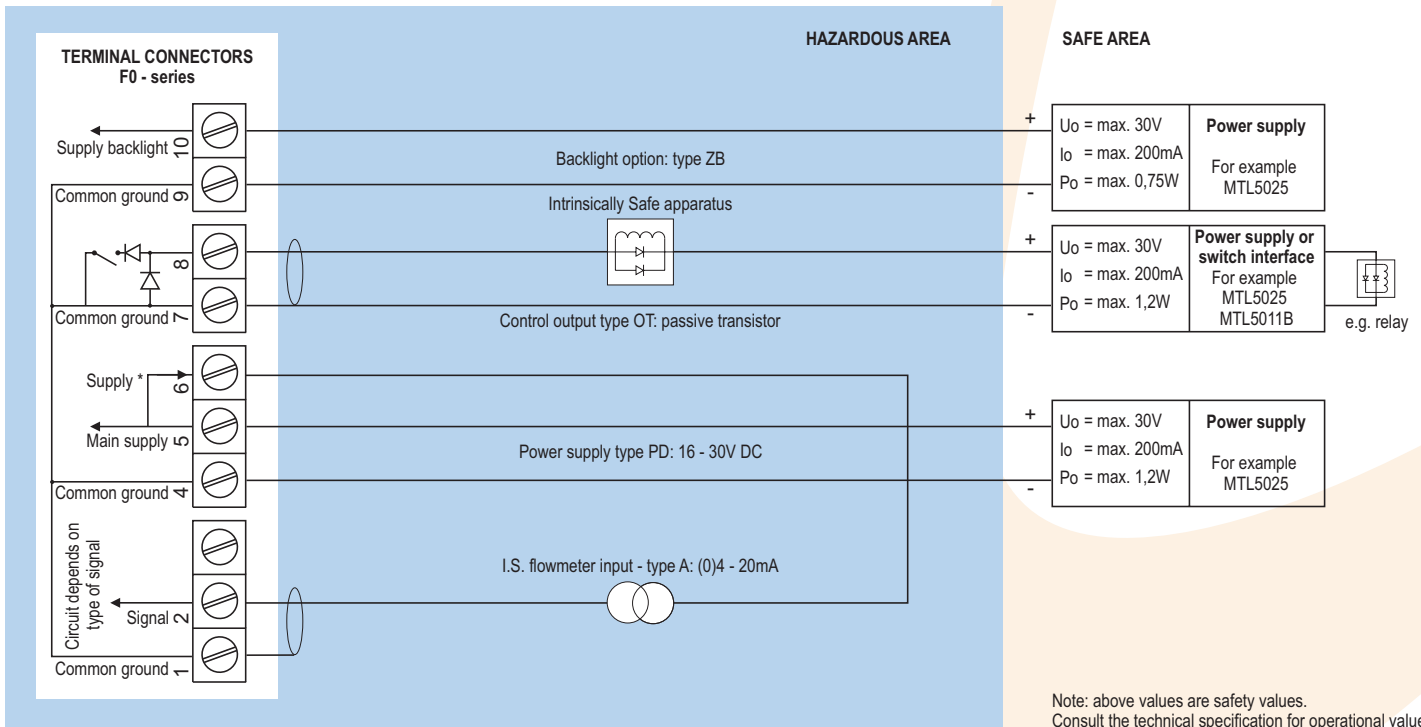 HAZARDOUS AREA
SAFE AREA
TERMINAL CONNECTORS
F0 - series
Supply backlight
10
Common ground
9
Backlight option: type ZB
+
-
Uo = max. 30V
Io = max. 200mA
Po = max. 0,75W
Power supply
For example
MTL5025
Intrinsically Safe apparatus
8
Common ground
7
Control output type OT: passive transistor
+
-
Uo = max. 30V
Io = max. 200mA
Po = max. 1,2W
Power supply or
switch interface
For example
MTL5025
MTL5011B
e.g. relay
Supply *
6
Main supply
5
Common ground
4
Power supply type PD: 16 - 30V DC
+
-
Uo = max. 30V
Io = max. 200mA
Po = max. 1,2W
Power supply
For example
MTL5025
Circuit depends on
type of signal
I.S. flowmeter input - type A: (0)4 - 20mA
Signal
2
Common ground
1
Note: above values are safety values.
Consult the technical specification for operational value